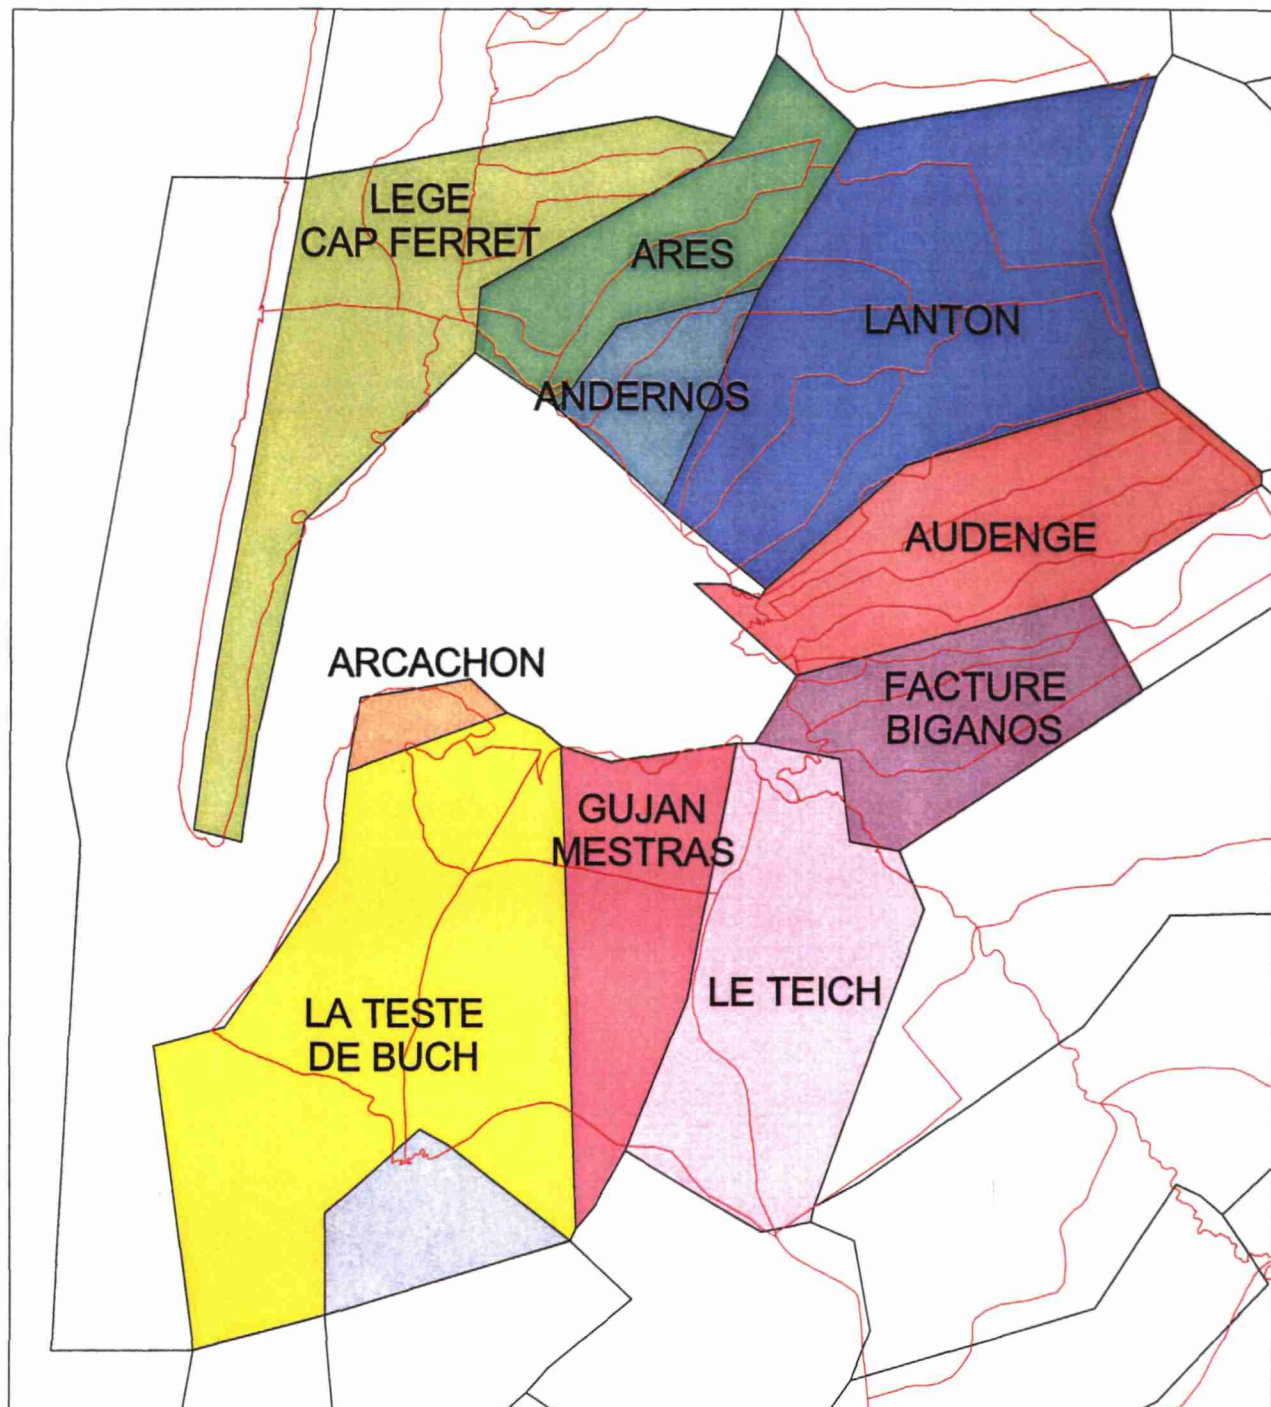 LEGE
CAP FERRET
ARES
LANTON
ANDERNOS
AUDENGE
ARCACHON
FACTURE
BIGANOS
GUJAN
MESTRAS
LE TEICH
LA TESTE
DE BUCH